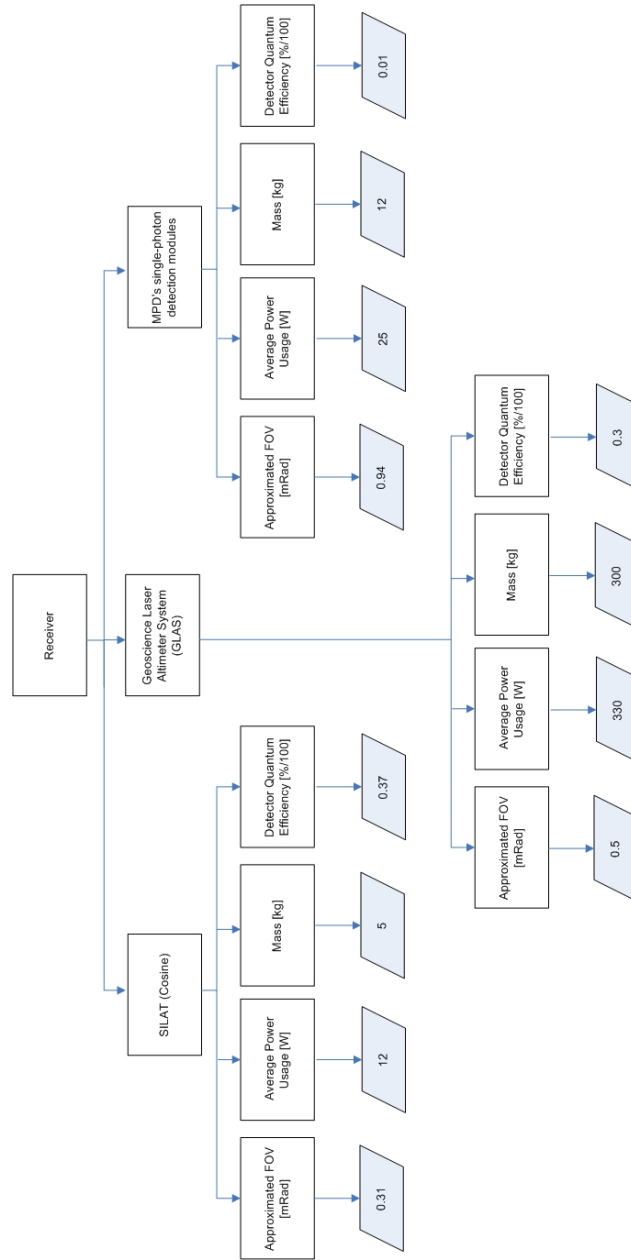 Receiver
SILAT (Cosine)
Geoscience Laser
Altimeter System
(GLAS)
MPD's single-photon
detection modules
Approximated FOV
[mRad]
Average Power
Usage [W]
Mass [kg]
Detector Quantum
Efficiency [%/100]
Approximated FOV
[mRad]
Average Power
Usage [W]
Mass [kg]
Detector Quantum
Efficiency [%/100]
0.31
12
5
0.37
0.94
25
12
0.01
Approximated FOV
[mRad]
Average Power
Usage [W]
Mass [kg]
Detector Quantum
Efficiency [%/100]
0.5
330
300
0.3